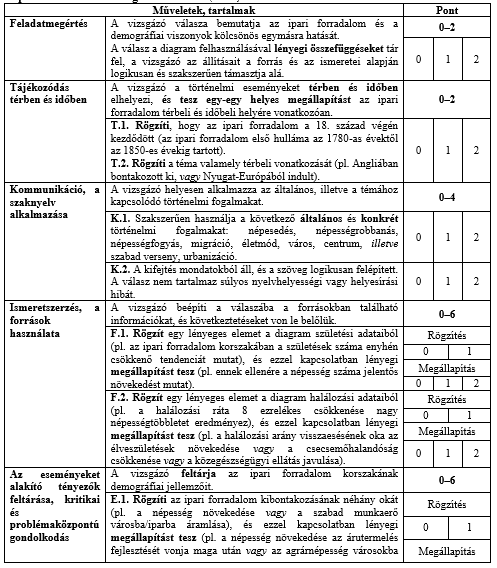 Műveletek, tartalmak Pont
Feladatmegértés
A vizsgázó válasza bemutatja az ipari forradalom és a
demográfiai viszonyok kölcsönös egymásra hatását.
0–2
A válasz a diagram felhasználásával lényegi összefüggéseket tár
fel, a vizsgázó az állításait a forrás és az ismeretei alapján
logikusan és szakszerűen támasztja alá.
0 1 2
Tájékozódás
térben és időben
A vizsgázó a történelmi eseményeket térben és időben
elhelyezi, és tesz egy-egy helyes megállapítást az ipari
forradalom térbeli és időbeli helyére vonatkozóan.
0–2
T.1. Rögzíti, hogy az ipari forradalom a 18. század végén
kezdődött (az ipari forradalom első hulláma az 1780-as évektől
az 1850-es évekig tartott).
T.2. Rögzíti a téma valamely térbeli vonatkozását (pl. Angliában
bontakozott ki, vagy Nyugat-Európából indult).
0 1 2
Kommunikáció, a
szaknyelv
alkalmazása
A vizsgázó helyesen alkalmazza az általános, illetve a témához
kapcsolódó történelmi fogalmakat.
0–4
K.1. Szakszerűen használja a következő általános és konkrét
történelmi fogalmakat: népesedés, népességrobbanás,
népességfogyás, migráció, életmód, város, centrum, illetve
szabad verseny, urbanizáció.
0 1 2
K.2. A kifejtés mondatokból áll, és a szöveg logikusan felépített.
A válasz nem tartalmaz súlyos nyelvhelyességi vagy helyesírási
hibát.
0 1 2
Ismeretszerzés, a
források
használata
A vizsgázó beépíti a válaszába a forrásokban található
információkat, és következtetéseket von le belőlük.
0–6
F.1. Rögzít egy lényeges elemet a diagram születési adataiból
(pl. az ipari forradalom korszakában a születések száma enyhén
csökkenő tendenciát mutat), és ezzel kapcsolatban lényegi
megállapítást tesz (pl. ennek ellenére a népesség száma jelentős
növekedést mutat).
Rögzítés
0 1
Megállapítás
0 1 2
F.2. Rögzít egy lényeges elemet a diagram halálozási adataiból
(pl. a halálozási ráta 8 ezrelékes csökkenése nagy
népességtöbbletet eredményez), és ezzel kapcsolatban lényegi
megállapítást tesz (pl. a halálozási arány visszaesésének oka az
élveszületések növekedése vagy a csecsemőhalandóság
csökkenése vagy a közegészségügyi ellátás javulása).
Rögzítés
0 1
Megállapítás
0 1 2
Az eseményeket
alakító tényezők
feltárása, kritikai
és
problémaközpontú
gondolkodás
A vizsgázó feltárja az ipari forradalom korszakának
demográfiai jellemzőit.
0–6
E.1. Rögzíti az ipari forradalom kibontakozásának néhány okát
(pl. a népesség növekedése vagy a szabad munkaerő
városba/iparba áramlása), és ezzel kapcsolatban lényegi
megállapítást tesz (pl. a népesség növekedése az árutermelés
fejlesztését vonja maga után vagy az agrárnépesség városokba
Rögzítés
0 1
Megállapítás